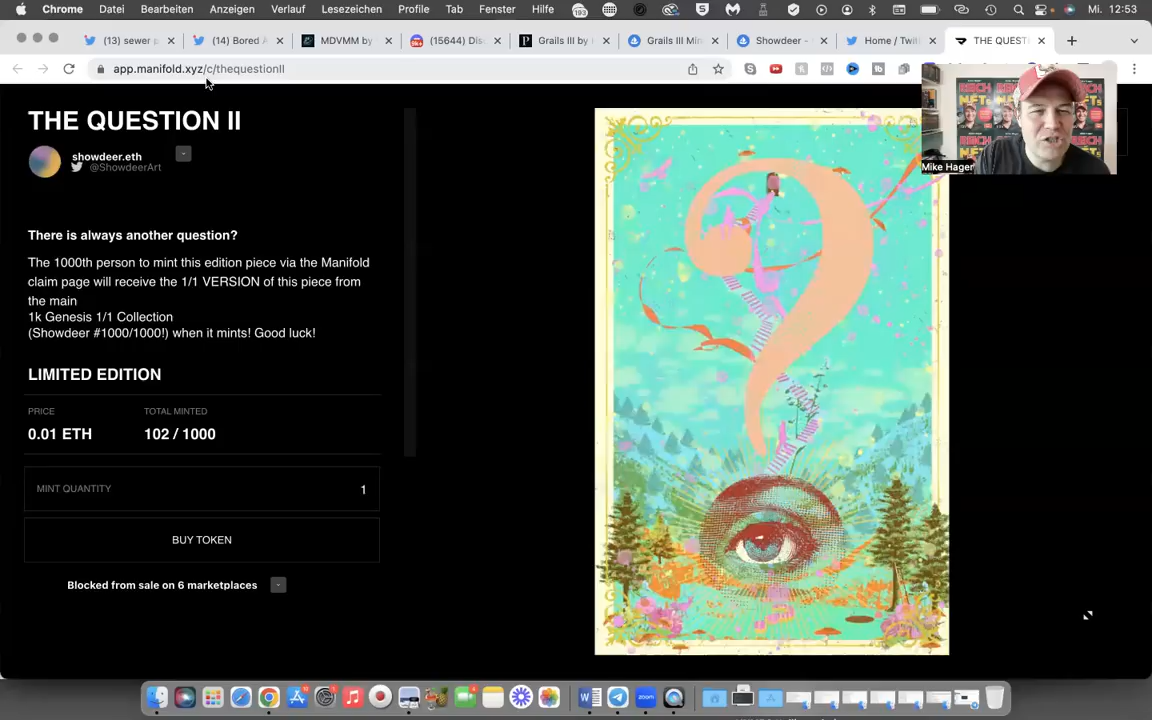 Chrome Datei Bearbeiten Anzeigen Verlauf Lesezeichen Profile Tab Fenster Hilfe 193 Mi. 12:53
(13) sewer p
(14) Bored A
MDVMM by
(15644) Dis
Grails III by
Grails III Min
Showdeer -
Home / Twit
THE QUEST
app.manifold.xyz/c/thequestionII
THE QUESTION II
showdeer.eth
@ShowdeerArt
Mike Hager
There is always another question?
The 1000th person to mint this edition piece via the Manifold
claim page will receive the 1/1 VERSION of this piece from
the main
1k Genesis 1/1 Collection
(Showdeer #1000/1000!) when it mints! Good luck!
LIMITED EDITION
PRICE TOTAL MINTED
0.01 ETH 102 / 1000
MINT QUANTITY 1
BUY TOKEN
Blocked from sale on 6 marketplaces
zoom